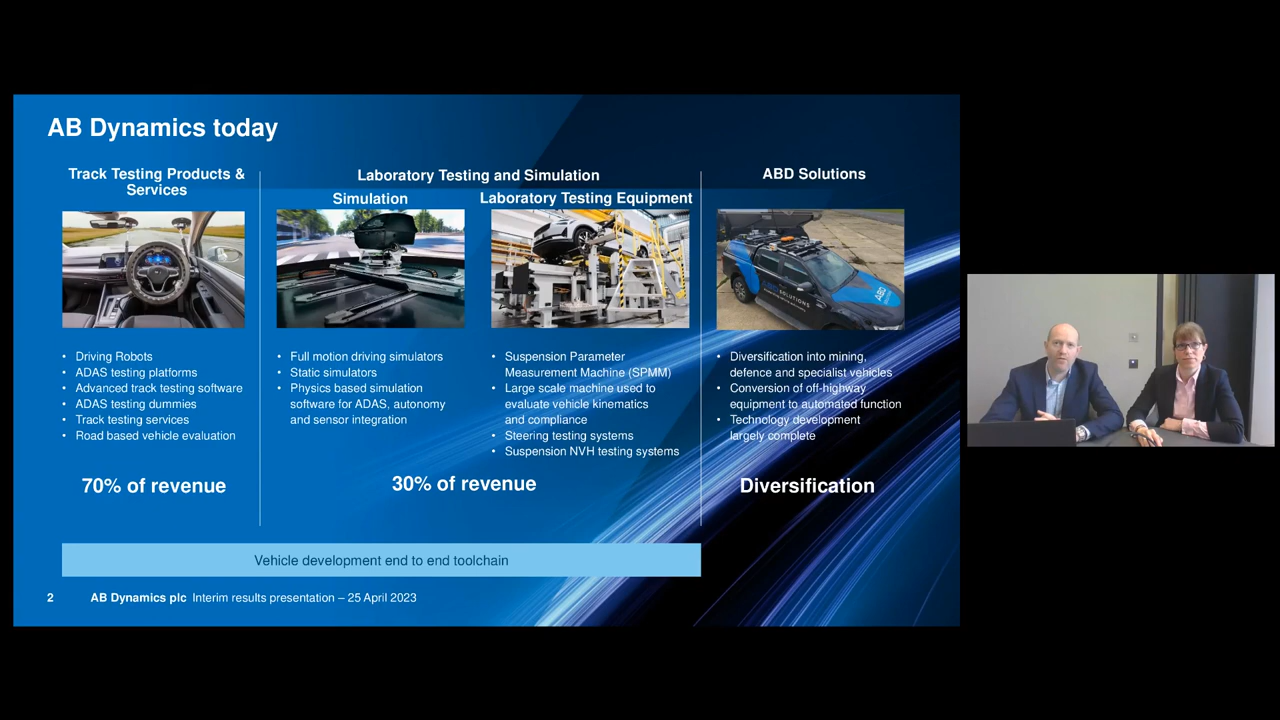 AB Dynamics today
Track Testing Products &
Services
Laboratory Testing and Simulation
Simulation
Laboratory Testing Equipment
ABD Solutions
SOLUTIONS
ABD
• Driving Robots
• ADAS testing platforms
• Advanced track testing software
• ADAS testing dummies
• Track testing services
• Road based vehicle evaluation
• Full motion driving simulators
• Static simulators
• Physics based simulation
software for ADAS, autonomy
and sensor integration
• Suspension Parameter
Measurement Machine (SPMM)
• Large scale machine used to
evaluate vehicle kinematics
and compliance
• Steering testing systems
• Suspension NVH testing systems
• Diversification into mining,
defence and specialist vehicles
• Conversion of off-highway
equipment to automated function
• Technology development
largely complete
70% of revenue
30% of revenue
Diversification
Vehicle development end to end toolchain
2 AB Dynamics plc Interim results presentation – 25 April 2023